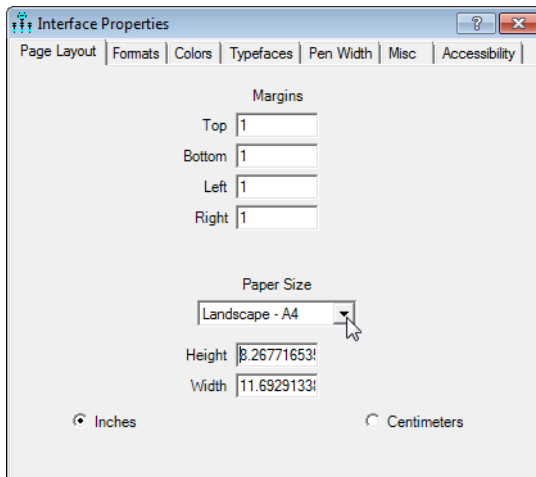 Interface Properties
?
Page Layout Formats Colors Typefaces Pen Width Misc Accessibility
Margins
Top 1
Bottom 1
Left 1
Right 1
Paper Size
Landscape - A4
Height 8.267716535
Width 11.69291338
Inches Centimeters